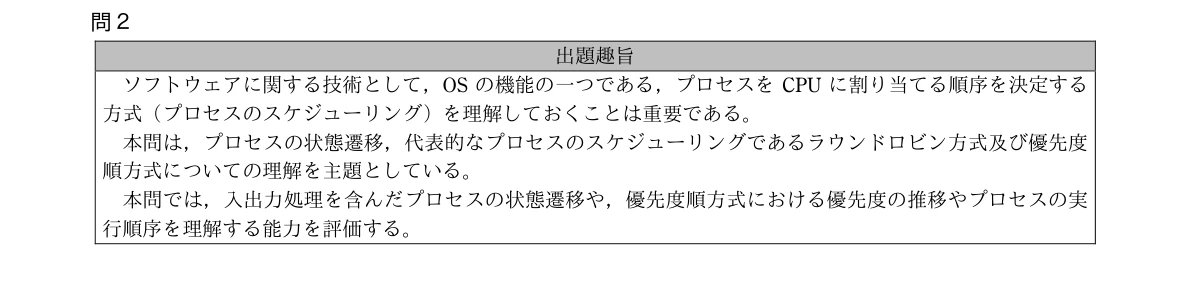 問2
出題趣旨
ソフトウェアに関する技術として，OS の機能の一つである，プロセスを CPU に割り当てる順序を決定する
方式（プロセスのスケジューリング）を理解しておくことは重要である。
本問は，プロセスの状態遷移，代表的なプロセスのスケジューリングであるラウンドロビン方式及び優先度
順方式についての理解を主題としている。
本問では，入出力処理を含んだプロセスの状態遷移や，優先度順方式における優先度の推移やプロセスの実
行順序を理解する能力を評価する。